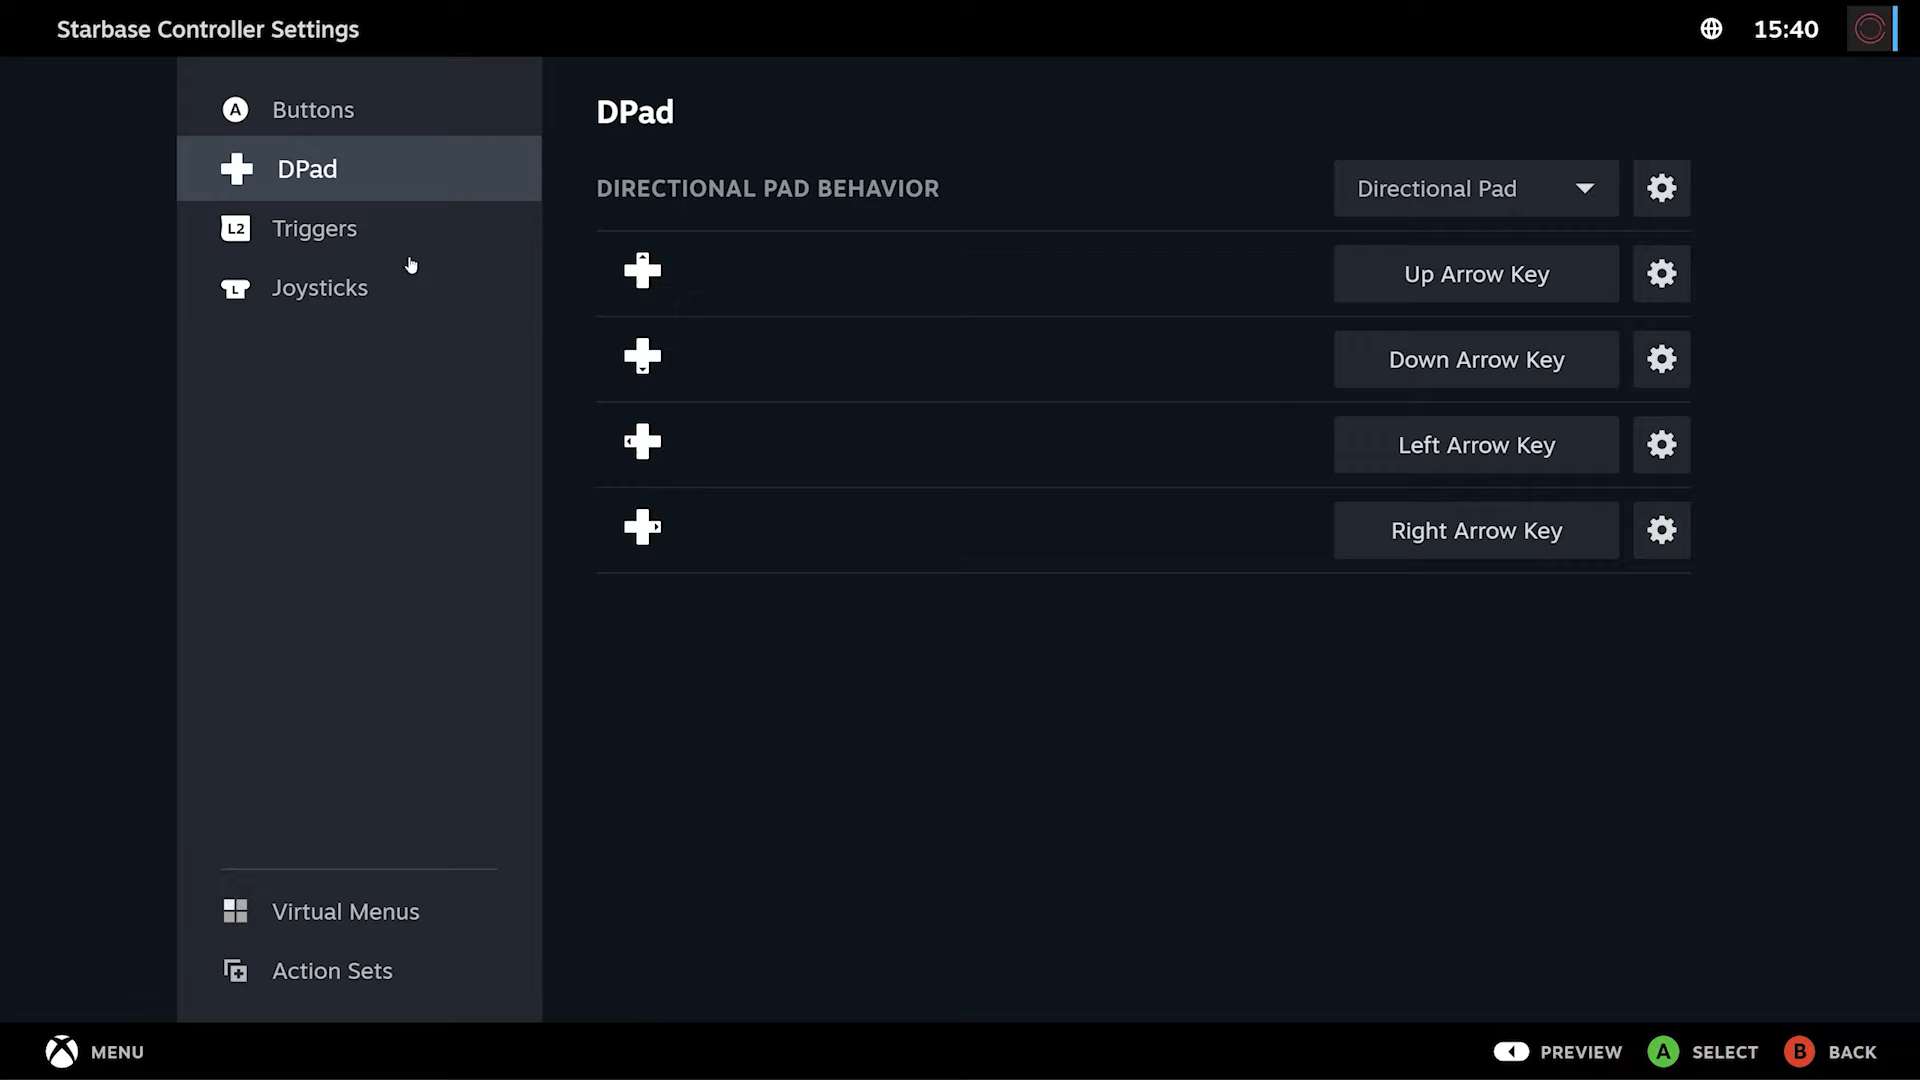 Starbase Controller Settings
15:40
A Buttons
DPad
L2 Triggers
L Joysticks
Virtual Menus
Action Sets
DPad
DIRECTIONAL PAD BEHAVIOR
Directional Pad
Up Arrow Key
Down Arrow Key
Left Arrow Key
Right Arrow Key
MENU
PREVIEW
A SELECT
B BACK